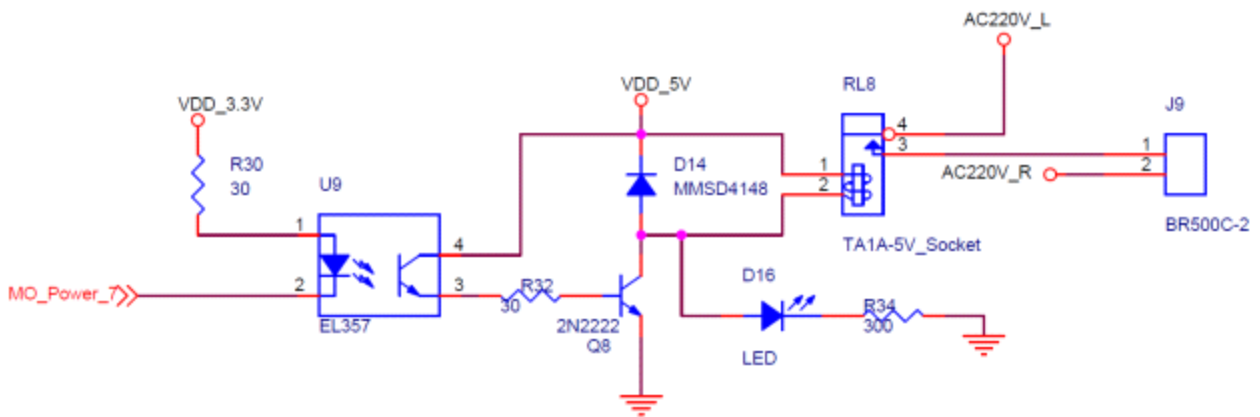 AC220V_L
VDD_3.3V
VDD_5V
RL8
J9
R30
30
U9
D14
MMSD4148
4
3
1
2
AC220V_R
1
2
BR500C-2
TA1A-5V_Socket
1
2
4
3
MO_Power_7
EL357
R32
30
2N2222
Q8
D16
LED
R34
300